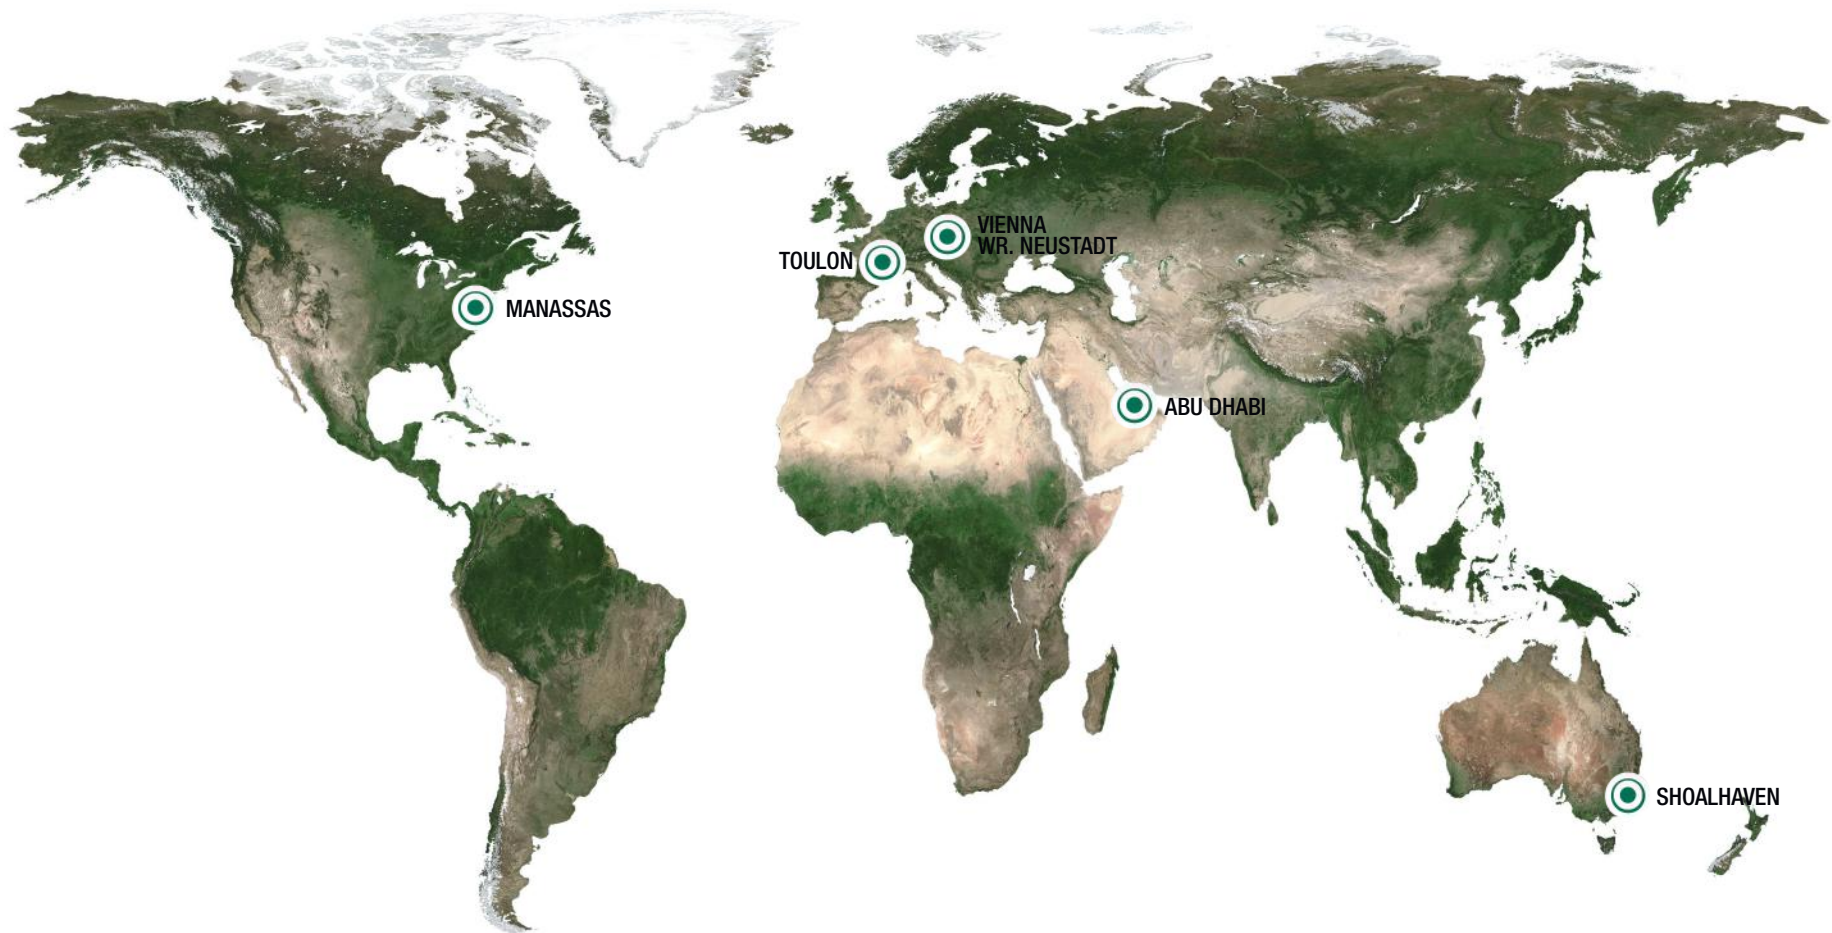 VIENNA
WR. NEUSTADT
TOULON
MANASSAS
ABU DHABI
SHOALHAVEN